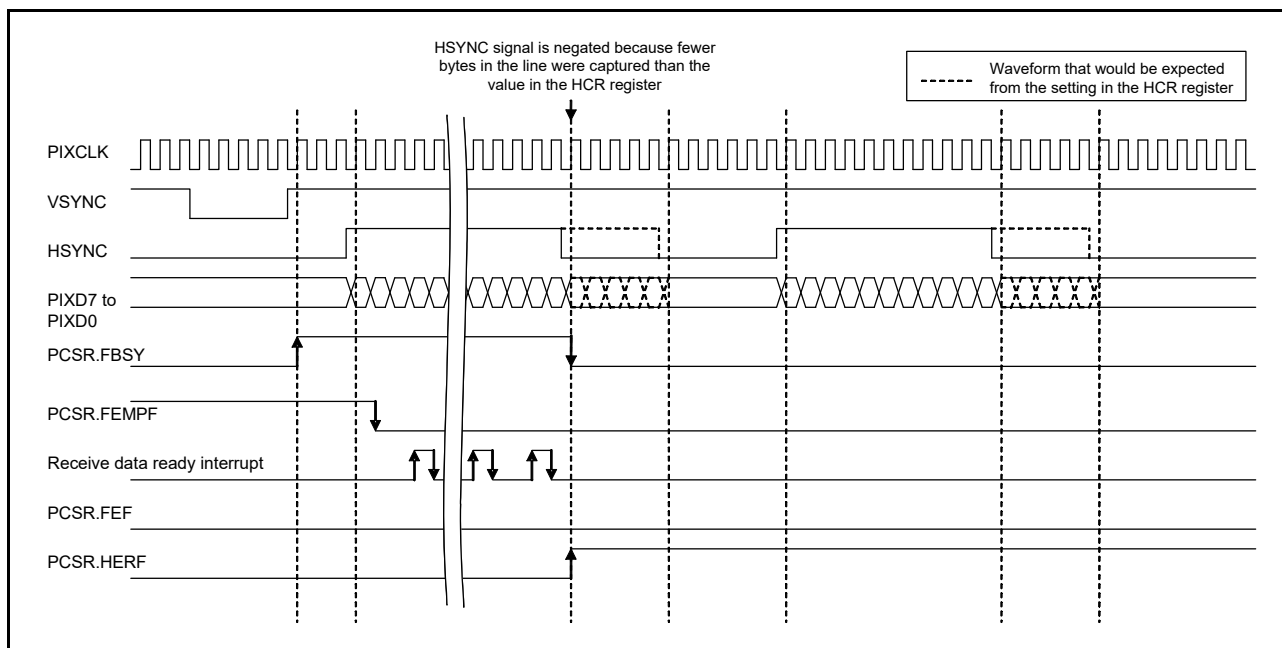 HSYNC signal is negated because fewer
bytes in the line were captured than the
value in the HCR register
Waveform that would be expected
from the setting in the HCR register
PIXCLK
VSYNC
HSYNC
PIXD7 to
PIXD0
PCSR.FBSY
PCSR.FEMPF
Receive data ready interrupt
PCSR.FEF
PCSR.HERF